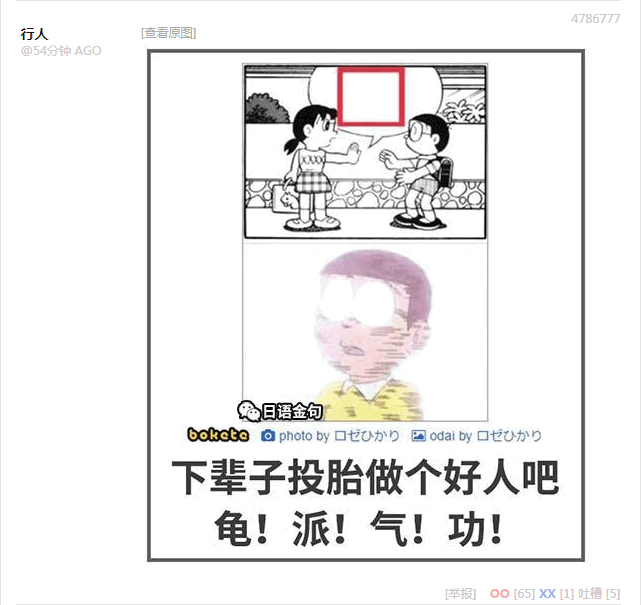 4786777
行人
[查看原图]
@54分钟 AGO
日语金句
bokete
photo by ロゼひかり
odai by ロゼひかり
下辈子投胎做个好人吧
龟！派！气！功！
[举报] OO [65] XX [1] 吐槽 [5]